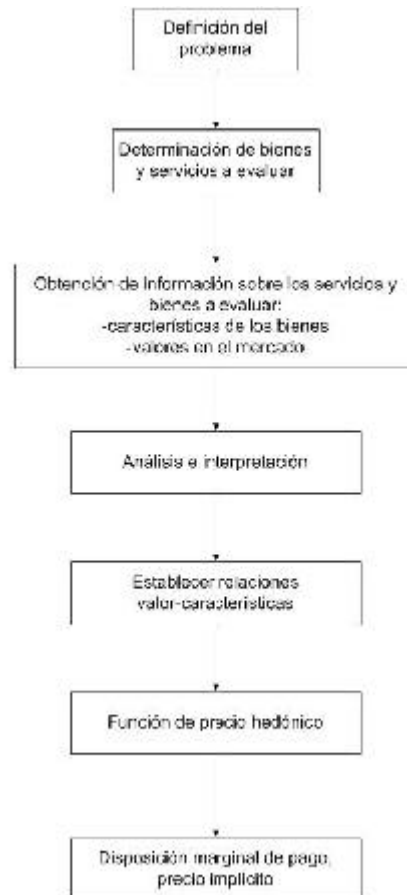 Definición del
problema
Determinación de bienes
y servicios a evaluar
Obtención de Información sobre los servicios y
bienes a evaluar:
-características de los bienes
-valores en el mercado
Análisis e interpretación
Establecer relaciones
valor-características
Función de precio hedónico
Disposición marginal de pago,
precio implícito